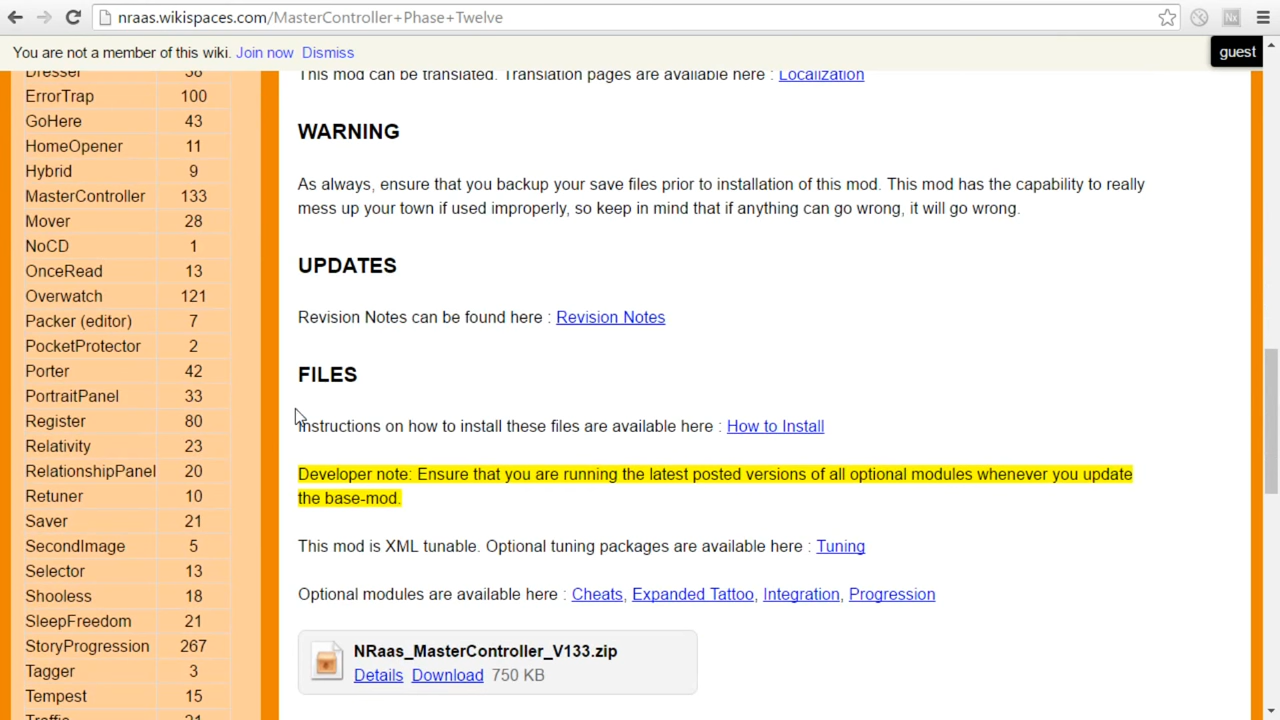 nraas.wikispaces.com/MasterController+Phase+Twelve
You are not a member of this wiki. Join now Dismiss
guest
Dresser 38
ErrorTrap 100
GoHere 43
HomeOpener 11
Hybrid 9
MasterController 133
Mover 28
NoCD 1
OnceRead 13
Overwatch 121
Packer (editor) 7
PocketProtector 2
Porter 42
PortraitPanel 33
Register 80
Relativity 23
RelationshipPanel 20
Retuner 10
Saver 21
SecondImage 5
Selector 13
Shooless 18
SleepFreedom 21
StoryProgression 267
Tagger 3
Tempest 15
Traffic 21
This mod can be translated. Translation pages are available here : Localization
WARNING
As always, ensure that you backup your save files prior to installation of this mod. This mod has the capability to really
mess up your town if used improperly, so keep in mind that if anything can go wrong, it will go wrong.
UPDATES
Revision Notes can be found here : Revision Notes
FILES
Instructions on how to install these files are available here : How to Install
Developer note: Ensure that you are running the latest posted versions of all optional modules whenever you update
the base-mod.
This mod is XML tunable. Optional tuning packages are available here : Tuning
Optional modules are available here : Cheats, Expanded Tattoo, Integration, Progression
NRaas_MasterController_V133.zip
Details Download 750 KB